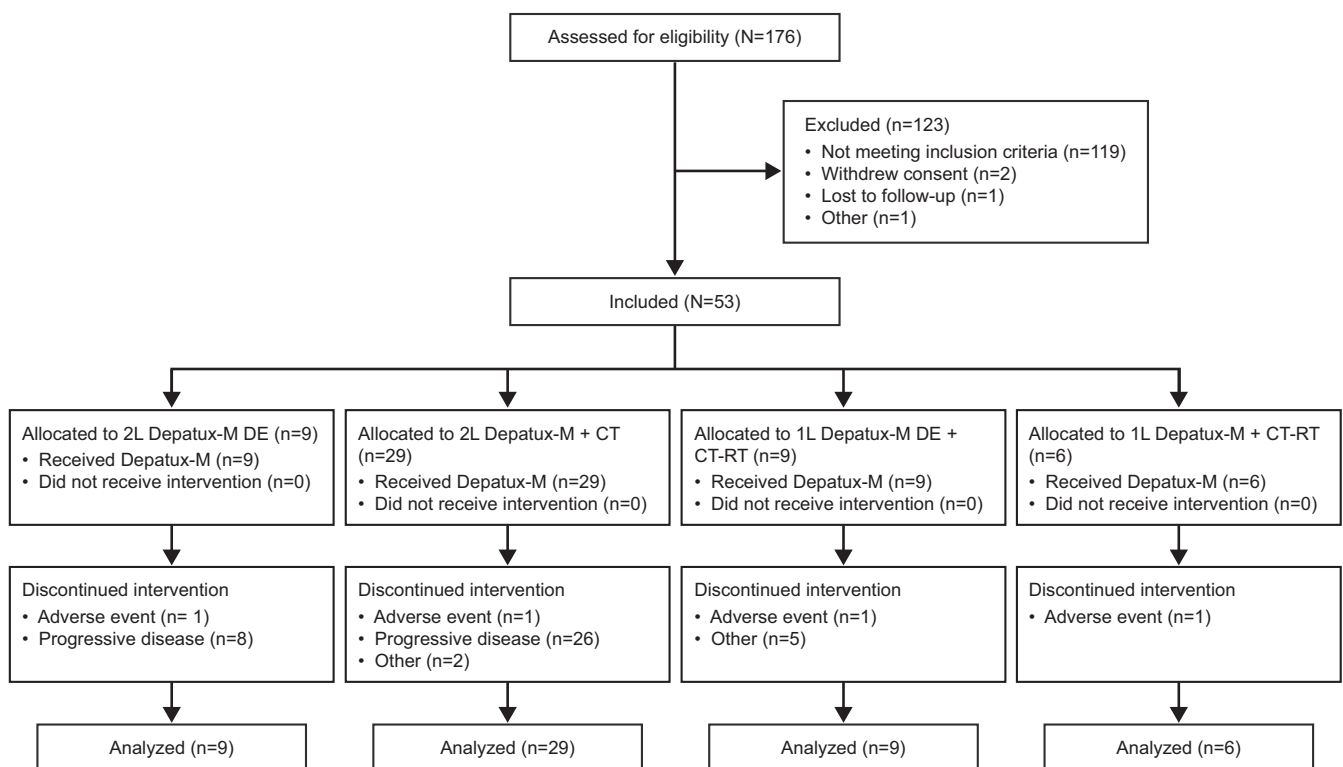 Assessed for eligibility (N=176)
Excluded (n=123)
• Not meeting inclusion criteria (n=119)
• Withdrew consent (n=2)
• Lost to follow-up (n=1)
• Other (n=1)
Included (N=53)
Allocated to 2L Depatux-M DE (n=9)
• Received Depatux-M (n=9)
• Did not receive intervention (n=0)
Allocated to 2L Depatux-M + CT
(n=29)
• Received Depatux-M (n=29)
• Did not receive intervention (n=0)
Allocated to 1L Depatux-M DE +
CT-RT (n=9)
• Received Depatux-M (n=9)
• Did not receive intervention (n=0)
Allocated to 1L Depatux-M + CT-RT
(n=6)
• Received Depatux-M (n=6)
• Did not receive intervention (n=0)
Discontinued intervention
• Adverse event (n= 1)
• Progressive disease (n=8)
Discontinued intervention
• Adverse event (n=1)
• Progressive disease (n=26)
• Other (n=2)
Discontinued intervention
• Adverse event (n=1)
• Other (n=5)
Discontinued intervention
• Adverse event (n=1)
Analyzed (n=9)
Analyzed (n=29)
Analyzed (n=9)
Analyzed (n=6)